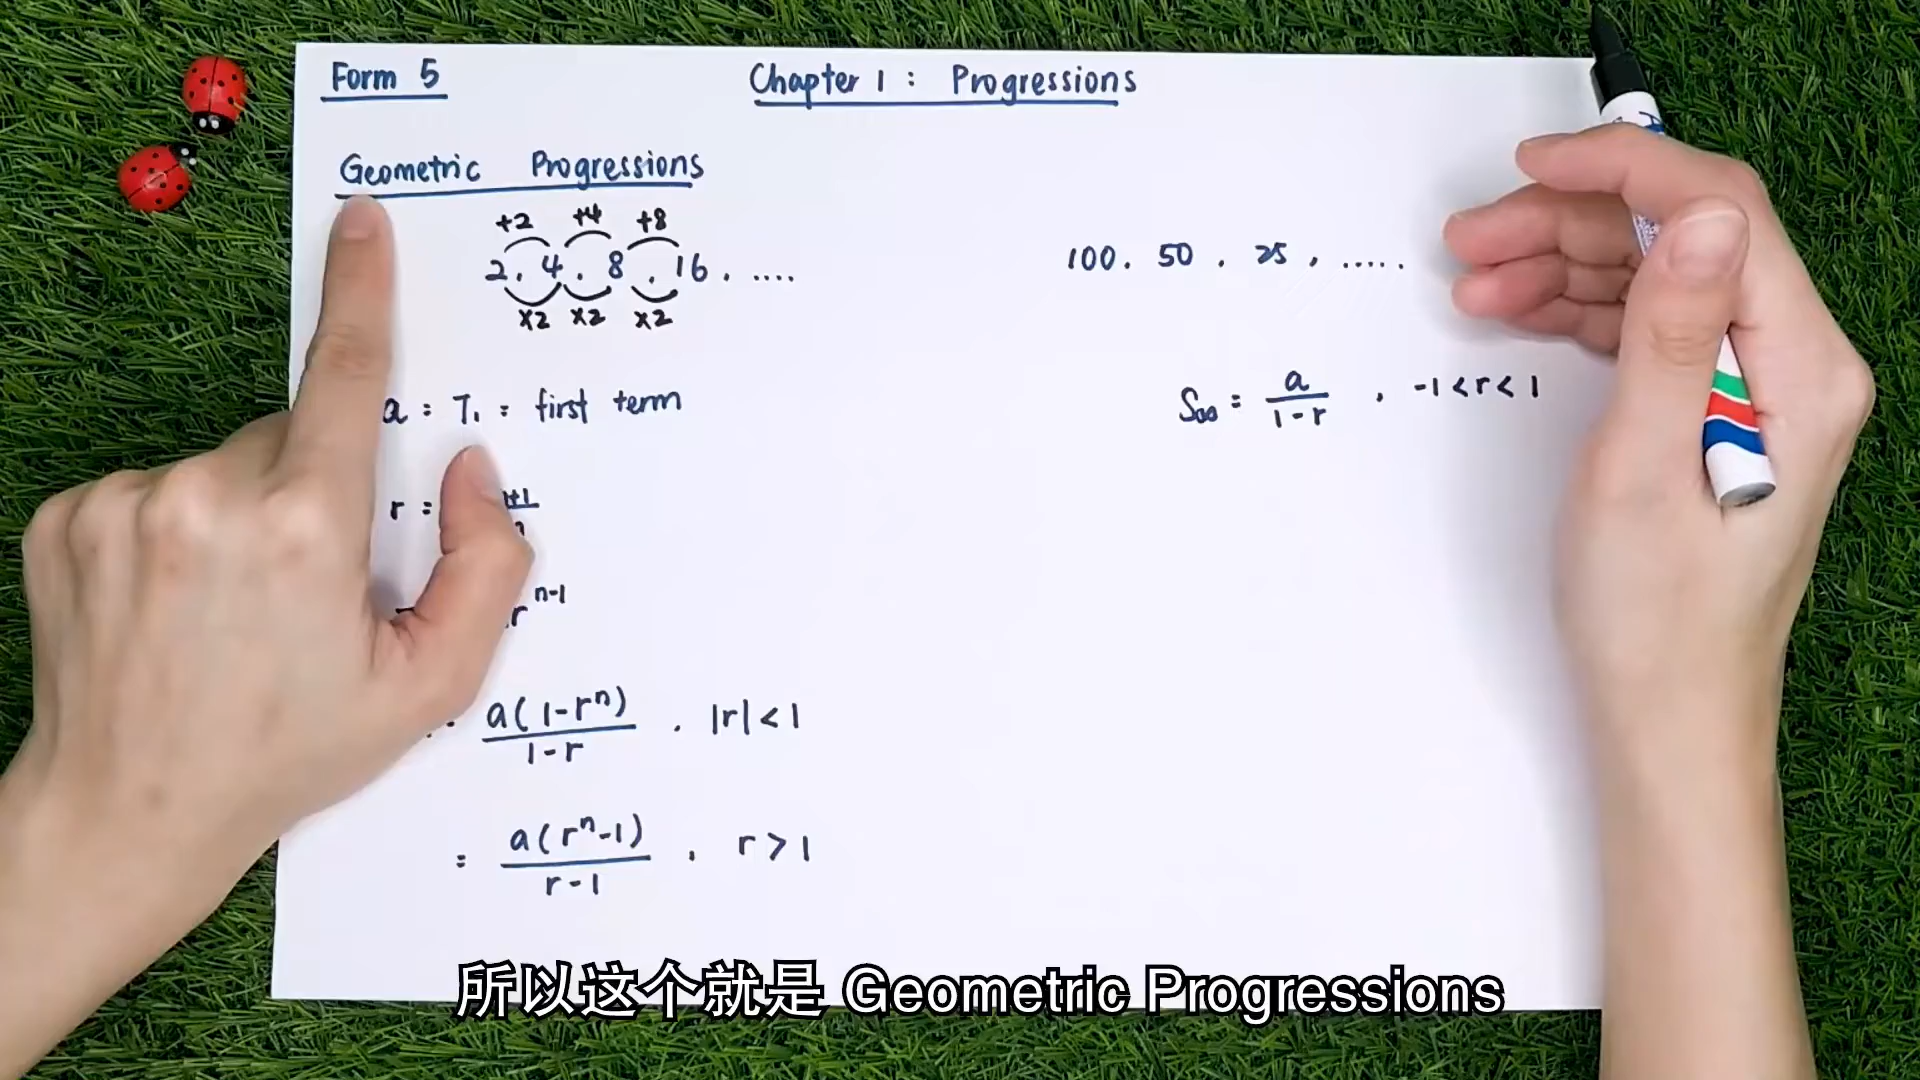 Form 5
Chapter 1 : Progressions
Geometric Progressions
+2 +4 +8
2, 4, 8, 16, ....
x2 x2 x2
100, 50, 25, .....
a = T₁ = first term
S∞ = a/(1-r) , -1 < r < 1
r =
n-1
r
a(1-rⁿ)/(1-r) , |r| < 1
= a(rⁿ-1)/(r-1) , r > 1
所以这个就是 Geometric Progressions